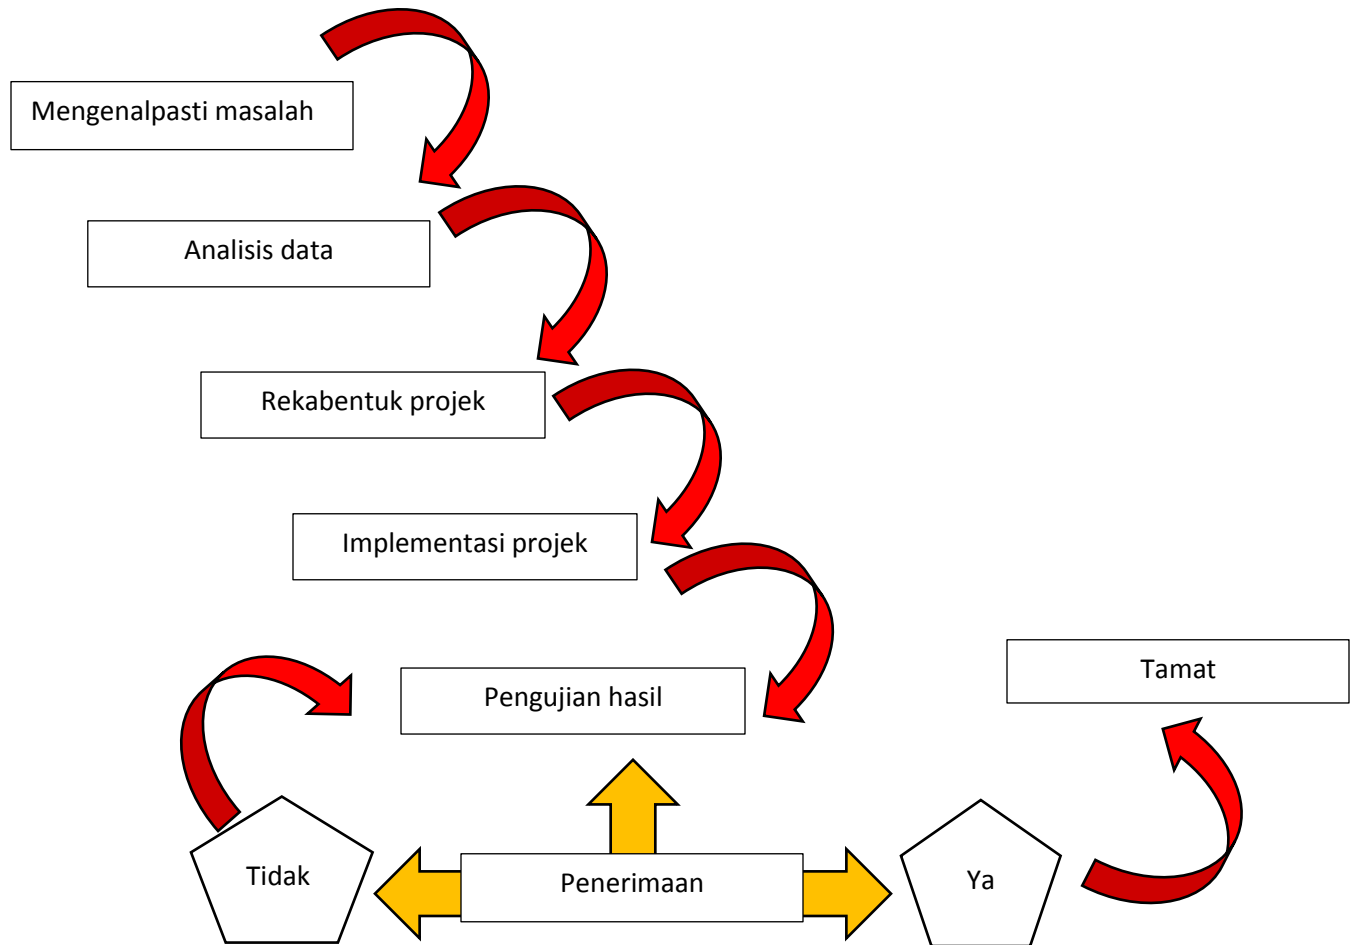 Mengenalpasti masalah
Analisis data
Rekabentuk projek
Implementasi projek
Pengujian hasil
Tamat
Tidak
Penerimaan
Ya